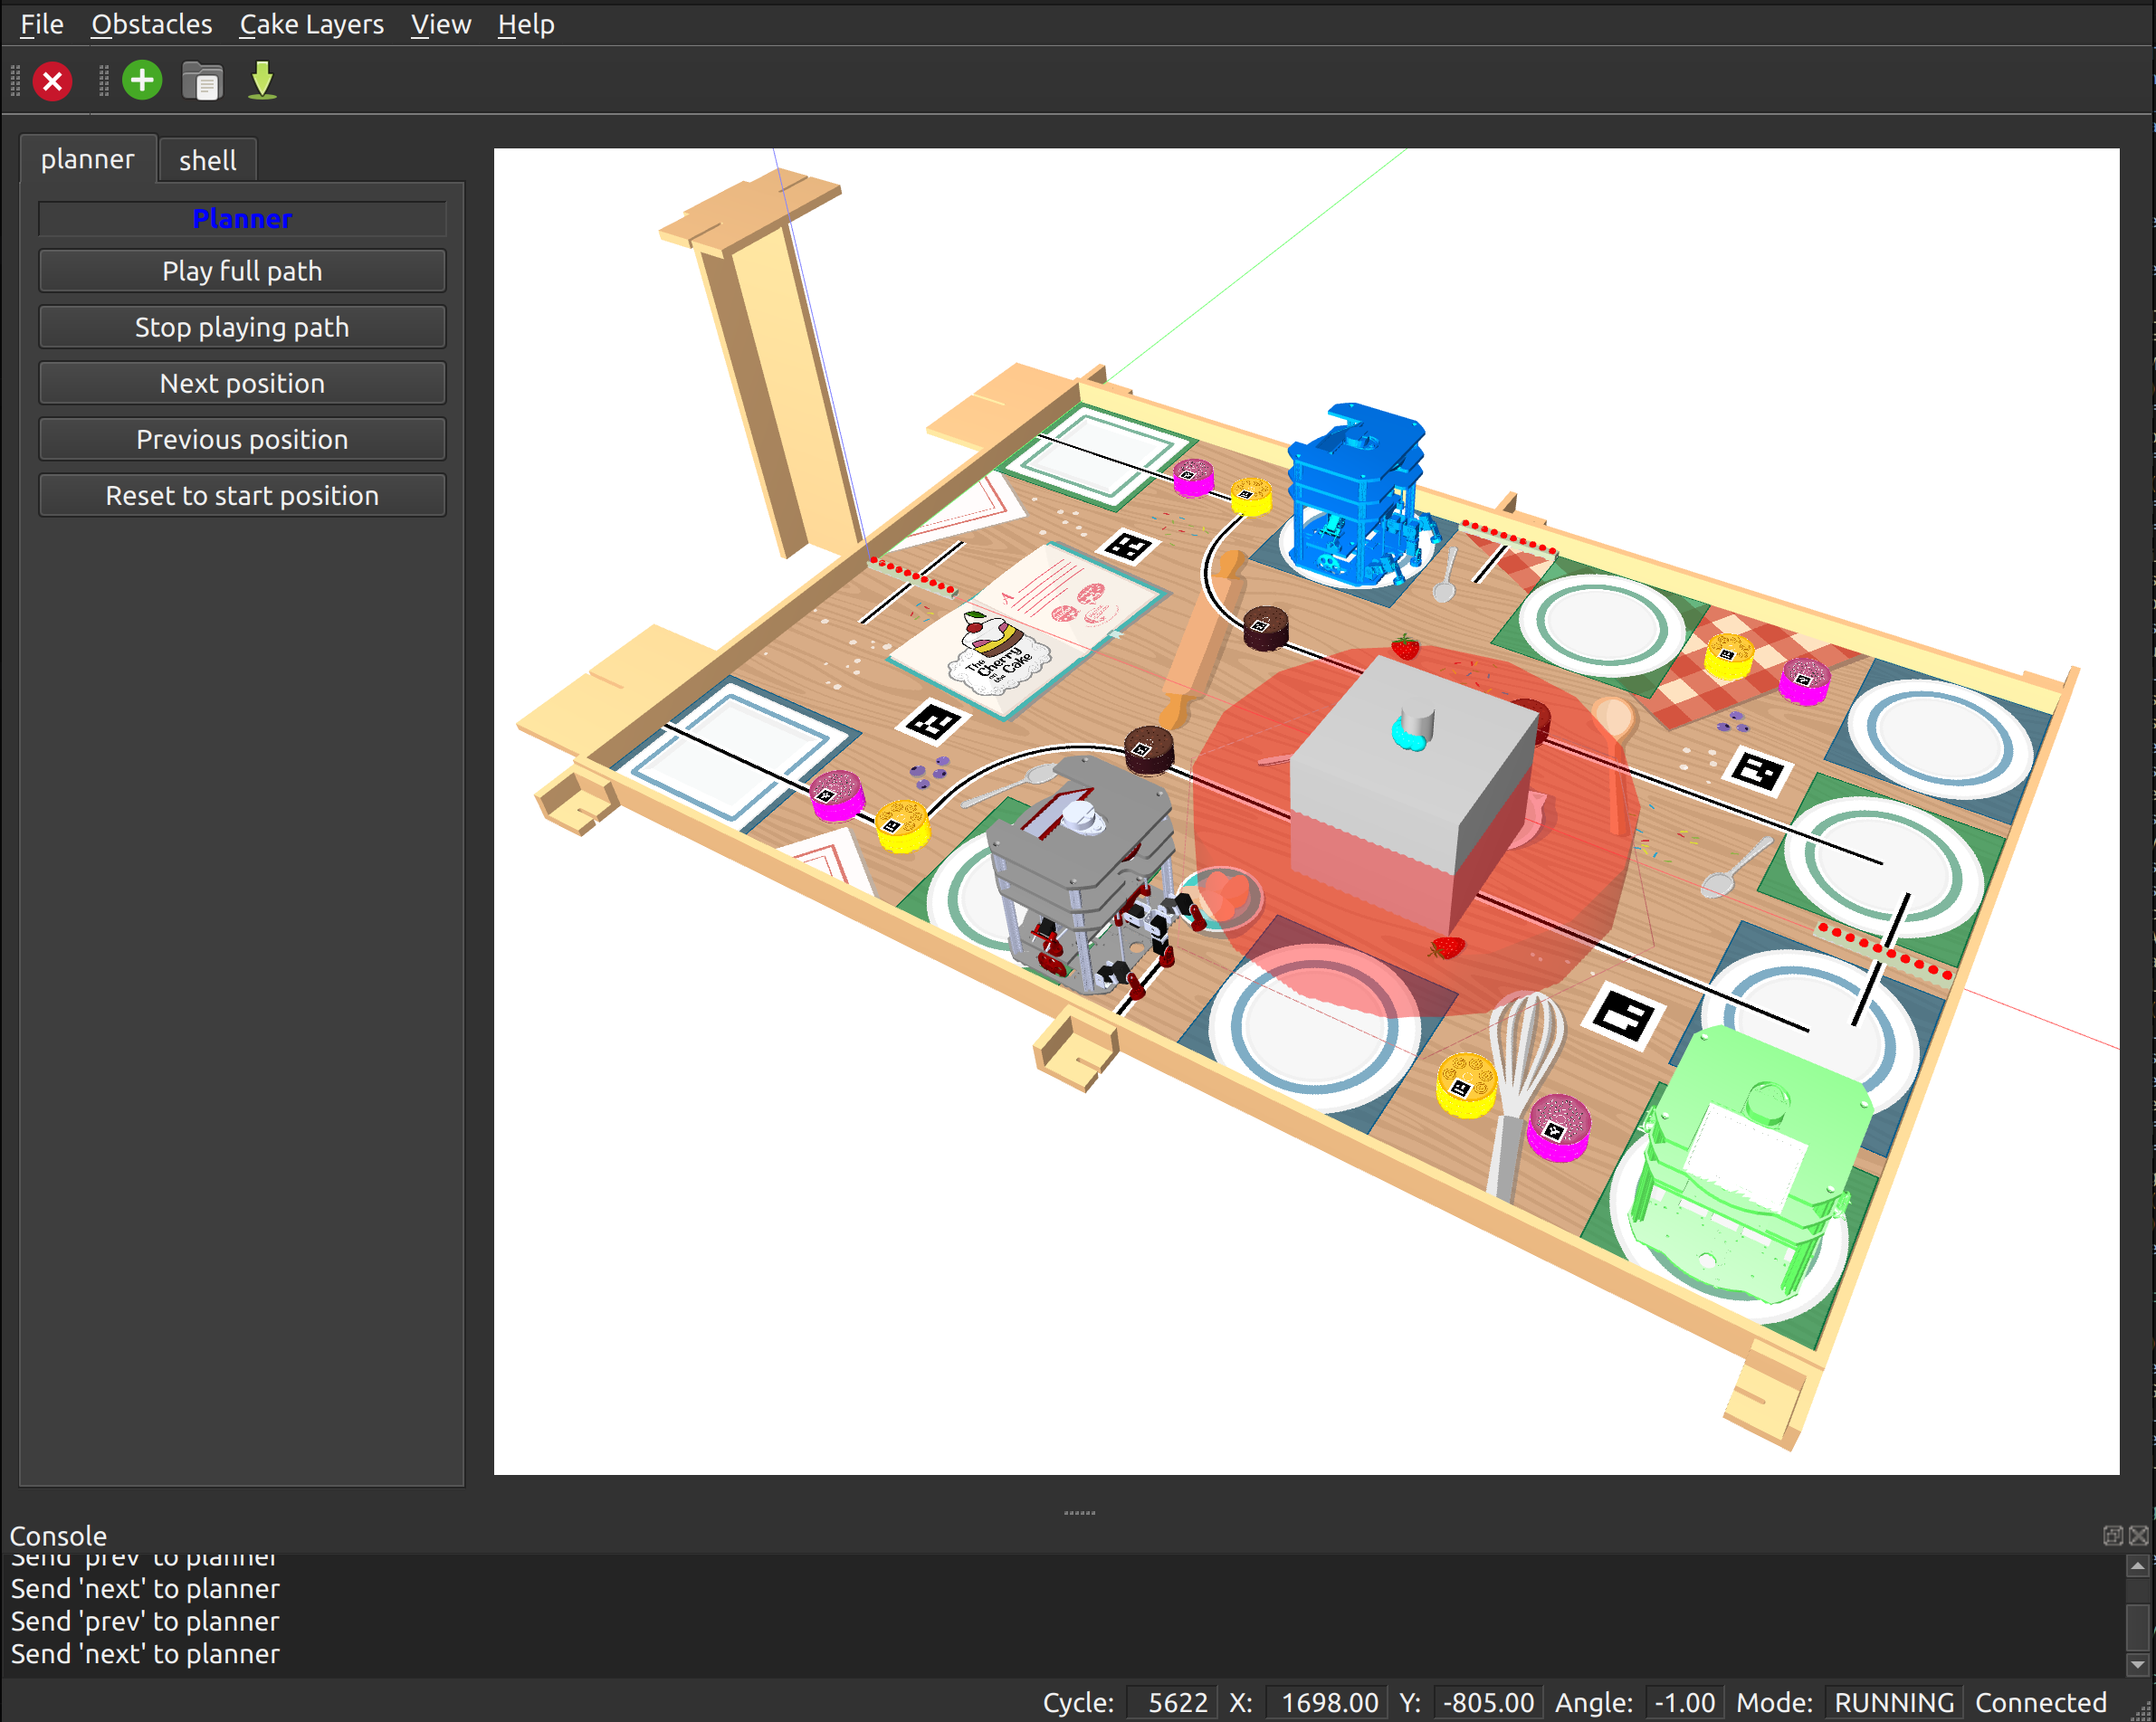 File Obstacles Cake Layers View Help
planner shell
Planner
Play full path
Stop playing path
Next position
Previous position
Reset to start position
The
Cherry
on
the Cake
Console
Send 'prev' to planner
Send 'next' to planner
Send 'prev' to planner
Send 'next' to planner
Cycle: 5622 X: 1698.00 Y: -805.00 Angle: -1.00 Mode: RUNNING Connected